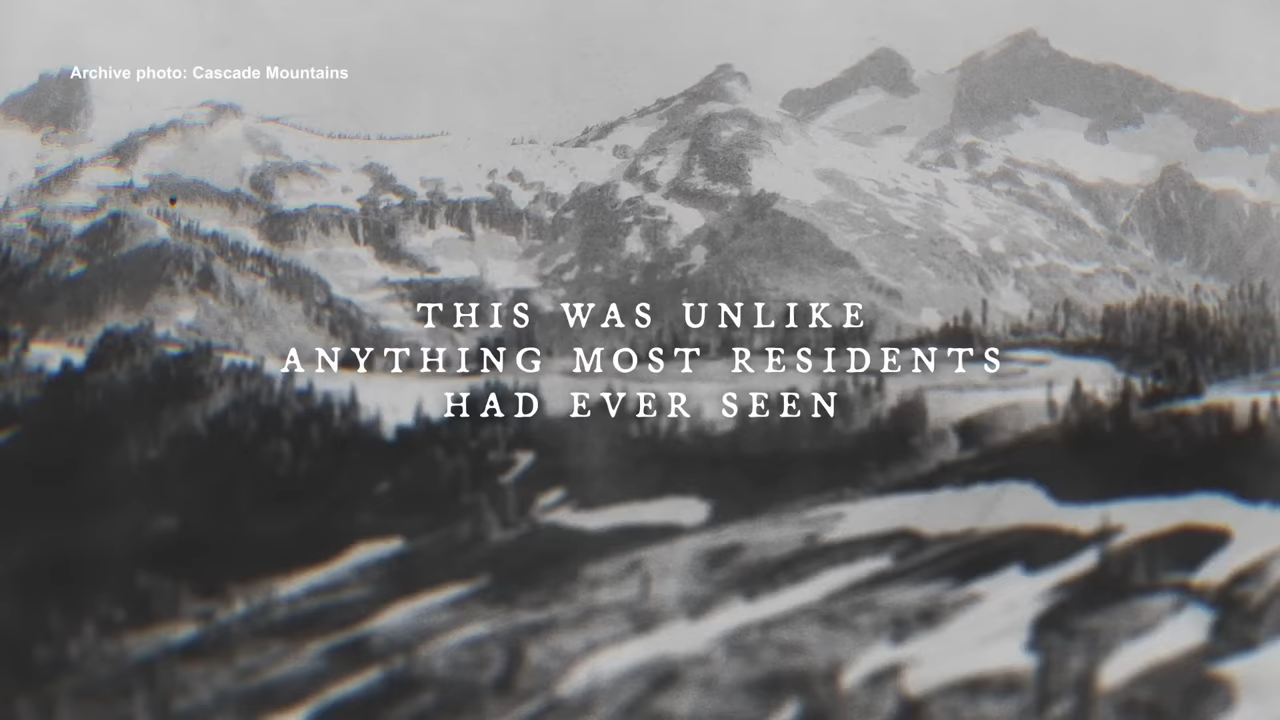 Archive photo: Cascade Mountains
THIS WAS UNLIKE
ANYTHING MOST RESIDENTS
HAD EVER SEEN